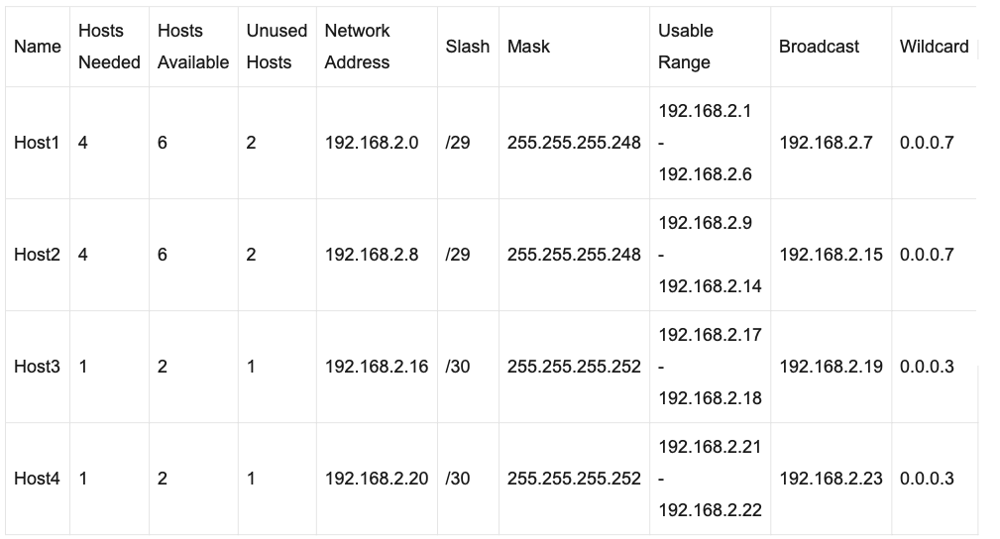 Name Hosts Needed Hosts Available Unused Hosts Network Address Slash Mask Usable Range Broadcast Wildcard
Host1 4 6 2 192.168.2.0 /29 255.255.255.248 192.168.2.1 - 192.168.2.6 192.168.2.7 0.0.0.7
Host2 4 6 2 192.168.2.8 /29 255.255.255.248 192.168.2.9 - 192.168.2.14 192.168.2.15 0.0.0.7
Host3 1 2 1 192.168.2.16 /30 255.255.255.252 192.168.2.17 - 192.168.2.18 192.168.2.19 0.0.0.3
Host4 1 2 1 192.168.2.20 /30 255.255.255.252 192.168.2.21 - 192.168.2.22 192.168.2.23 0.0.0.3